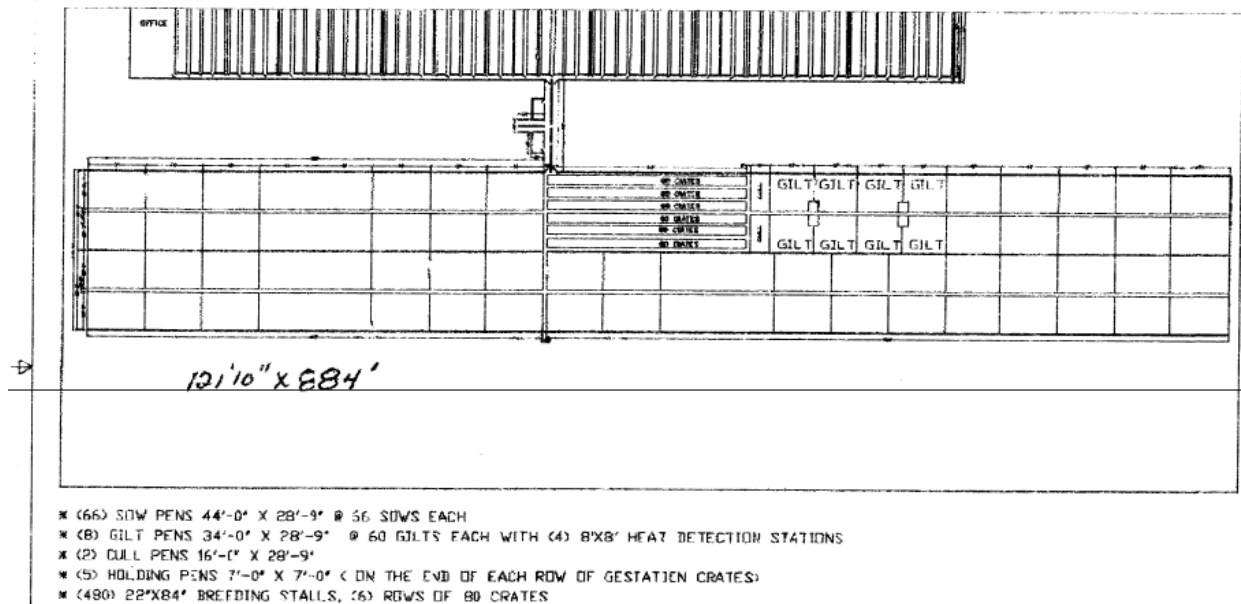 OFFICE
80 CRATES
80 CRATES
80 CRATES
80 CRATES
80 CRATES
80 CRATES
CULL
CULL
GILT GILT GILT GILT
GILT GILT GILT GILT
121'10" X 884'
* (66) SOW PENS 44'-0" X 28'-9" @ 56 SOWS EACH
* (8) GILT PENS 34'-0" X 28'-9" @ 60 GILTS EACH WITH (4) 8'X8' HEAT DETECTION STATIONS
* (2) CULL PENS 16'-0" X 28'-9"
* (5) HOLDING PENS 7'-0" X 7'-0" ( ON THE END OF EACH ROW OF GESTATION CRATES)
* (480) 22"X84" BREEDING STALLS, (6) ROWS OF 80 CRATES